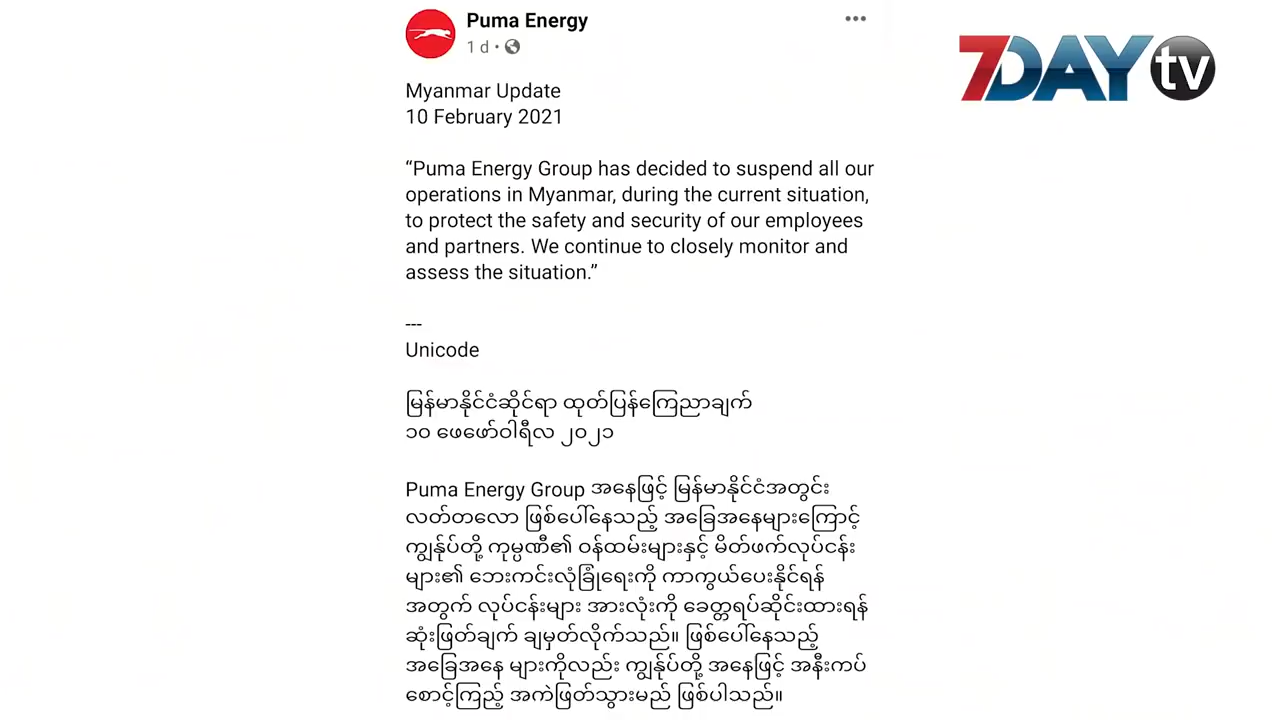 Puma Energy
1 d
7DAY tv
Myanmar Update
10 February 2021
“Puma Energy Group has decided to suspend all our
operations in Myanmar, during the current situation,
to protect the safety and security of our employees
and partners. We continue to closely monitor and
assess the situation.”
---
Unicode
မြန်မာနိုင်ငံဆိုင်ရာ ထုတ်ပြန်ကြေညာချက်
၁၀ ဖေဖော်ဝါရီလ ၂၀၂၁
Puma Energy Group အနေဖြင့် မြန်မာနိုင်ငံအတွင်း
လတ်တလော ဖြစ်ပေါ်နေသည့် အခြေအနေများကြောင့်
ကျွန်ုပ်တို့ ကုမ္ပဏီ၏ ဝန်ထမ်းများနှင့် မိတ်ဖက်လုပ်ငန်း
များ၏ ဘေးကင်းလုံခြုံရေးကို ကာကွယ်ပေးနိုင်ရန်
အတွက် လုပ်ငန်းများ အားလုံးကို ခေတ္တရပ်ဆိုင်းထားရန်
ဆုံးဖြတ်ချက် ချမှတ်လိုက်သည်။ ဖြစ်ပေါ်နေသည့်
အခြေအနေ များကိုလည်း ကျွန်ုပ်တို့ အနေဖြင့် အနီးကပ်
စောင့်ကြည့် အကဲဖြတ်သွားမည် ဖြစ်ပါသည်။